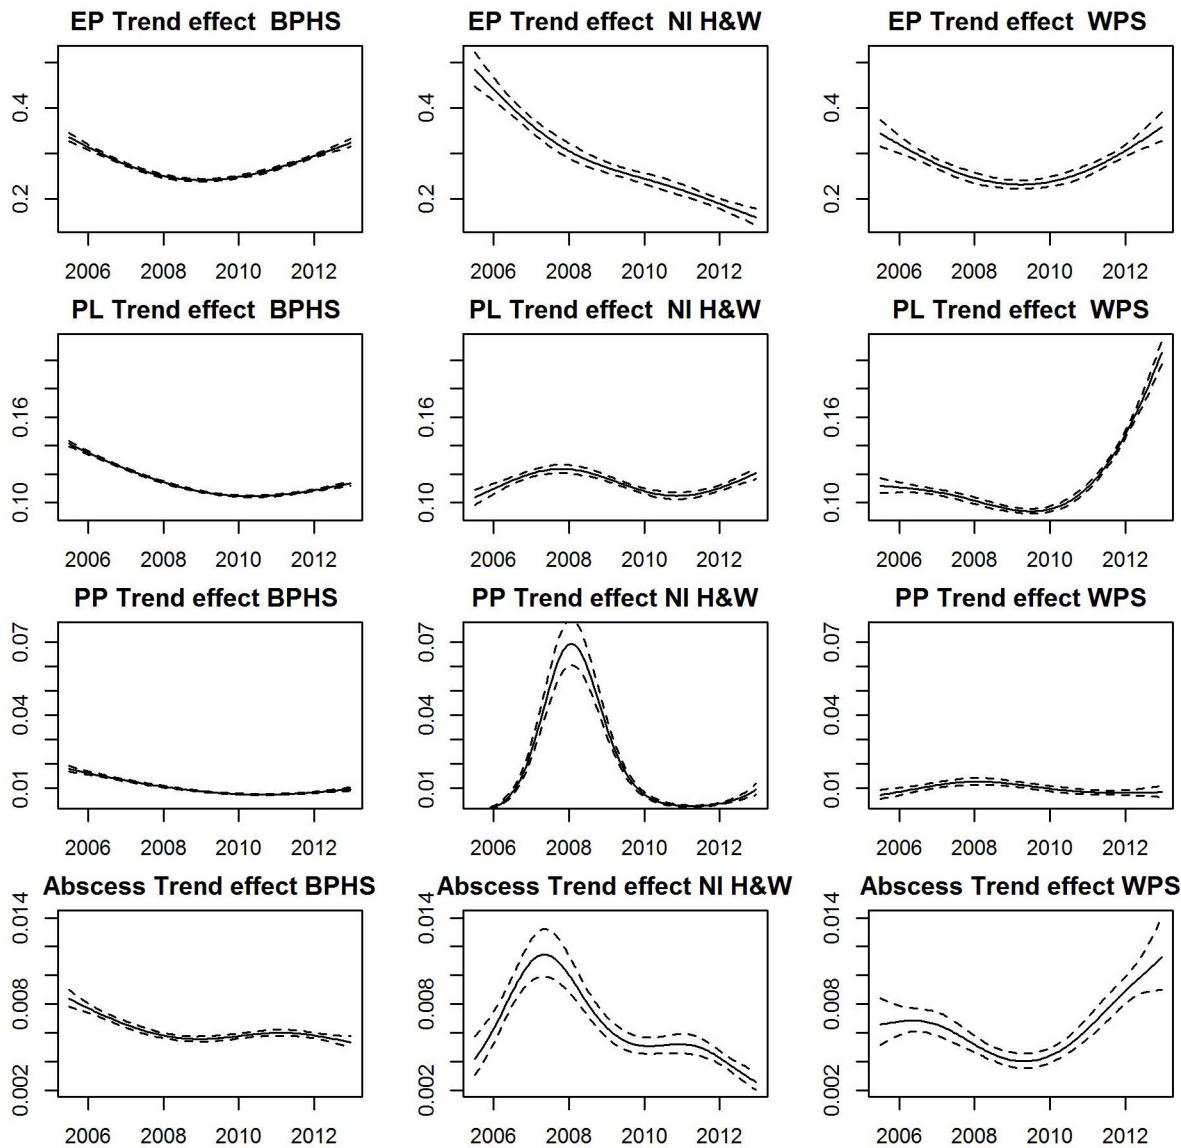 EP Trend effect BPHS
EP Trend effect NI H&W
EP Trend effect WPS
0.4
0.2
2006 2008 2010 2012
0.4
0.2
2006 2008 2010 2012
0.4
0.2
2006 2008 2010 2012
PL Trend effect BPHS
PL Trend effect NI H&W
PL Trend effect WPS
0.16
0.10
2006 2008 2010 2012
0.16
0.10
2006 2008 2010 2012
0.16
0.10
2006 2008 2010 2012
PP Trend effect BPHS
PP Trend effect NI H&W
PP Trend effect WPS
0.07
0.04
0.01
2006 2008 2010 2012
0.07
0.04
0.01
2006 2008 2010 2012
0.07
0.04
0.01
2006 2008 2010 2012
Abscess Trend effect BPHS
Abscess Trend effect NI H&W
Abscess Trend effect WPS
0.014
0.008
0.002
2006 2008 2010 2012
0.014
0.008
0.002
2006 2008 2010 2012
0.014
0.008
0.002
2006 2008 2010 2012